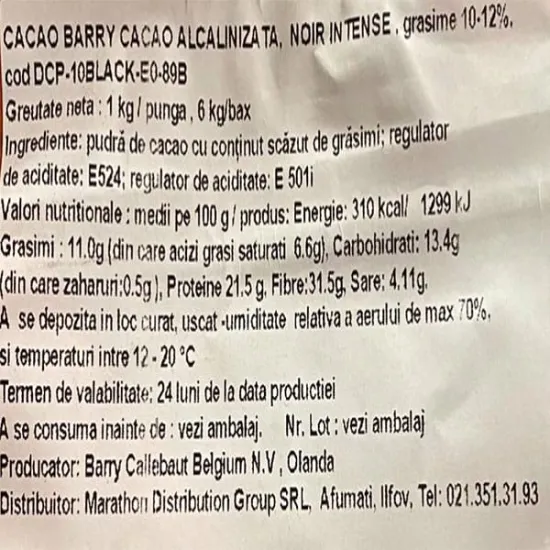 CACAO BARRY CACAO ALCALINIZATA, NOIR INTENSE, grasime 10-12%,
cod DCP-10BLACK-E0-89B
Greutate neta : 1 kg / punga , 6 kg/bax
Ingrediente: pudră de cacao cu conținut scăzut de grăsimi; regulator
de aciditate: E524; regulator de aciditate: E 501i
Valori nutritionale : medii pe 100 g / produs: Energie: 310 kcal/ 1299 kJ
Grasimi : 11.0g (din care acizi grasi saturati 6.6g), Carbohidrati: 13.4g
(din care zaharuri:0.5g ), Proteine 21.5 g, Fibre:31.5g, Sare: 4.11g.
A se depozita in loc curat, uscat -umiditate relativa a aerului de max 70%,
si temperaturi intre 12 - 20 °C
Termen de valabilitate: 24 luni de la data productiei
A se consuma inainte de : vezi ambalaj. Nr. Lot : vezi ambalaj
Producator: Barry Callebaut Belgium N.V , Olanda
Distribuitor: Marathon Distribution Group SRL, Afumati, Ilfov, Tel: 021.351.31.93